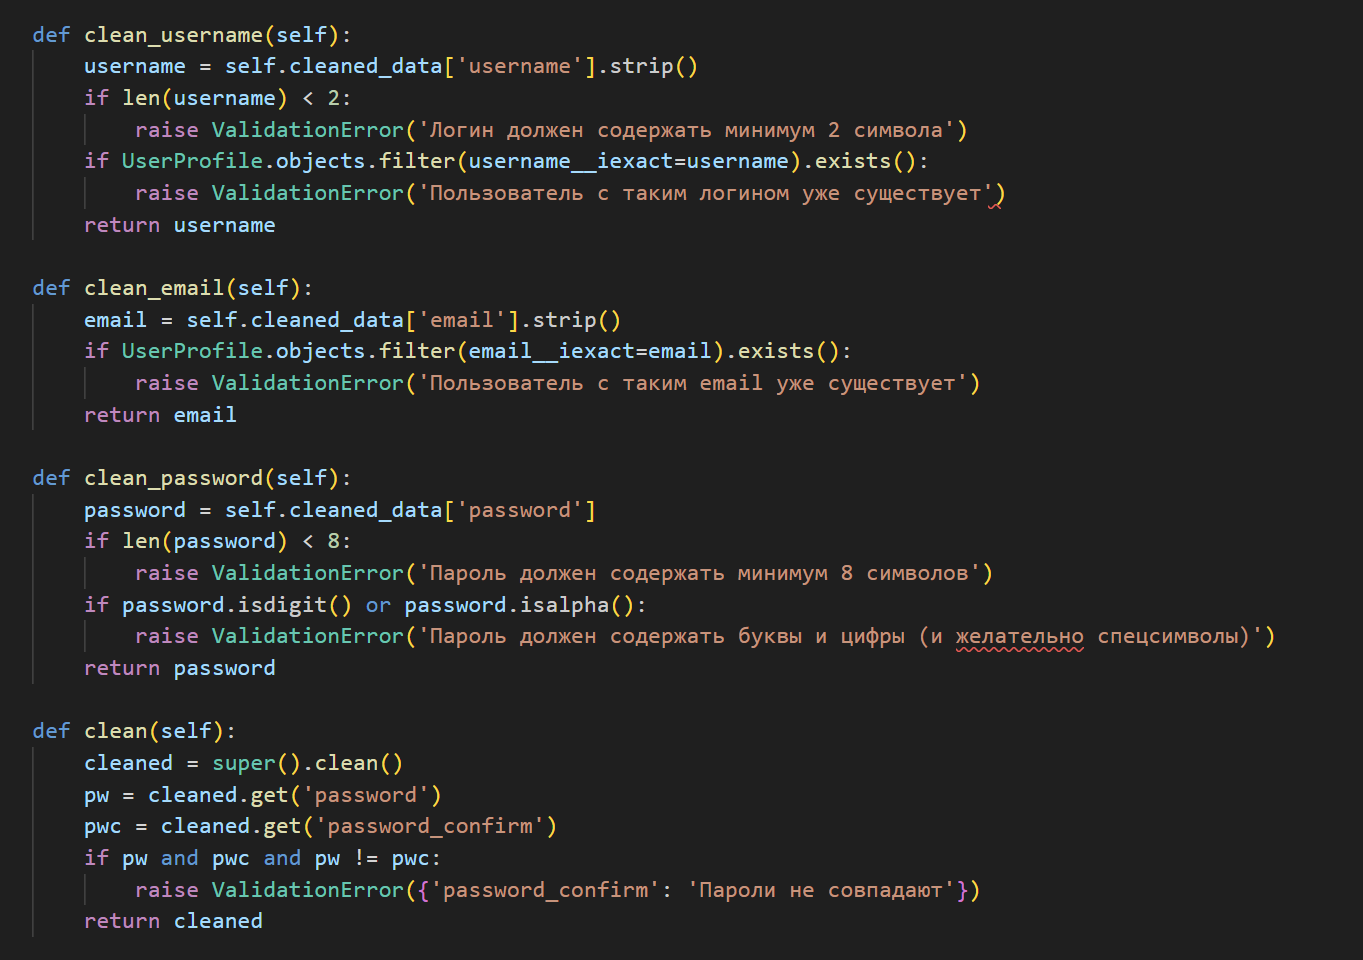 def clean_username(self):
    username = self.cleaned_data['username'].strip()
    if len(username) < 2:
        raise ValidationError('Логин должен содержать минимум 2 символа')
    if UserProfile.objects.filter(username__iexact=username).exists():
        raise ValidationError('Пользователь с таким логином уже существует')
    return username

def clean_email(self):
    email = self.cleaned_data['email'].strip()
    if UserProfile.objects.filter(email__iexact=email).exists():
        raise ValidationError('Пользователь с таким email уже существует')
    return email

def clean_password(self):
    password = self.cleaned_data['password']
    if len(password) < 8:
        raise ValidationError('Пароль должен содержать минимум 8 символов')
    if password.isdigit() or password.isalpha():
        raise ValidationError('Пароль должен содержать буквы и цифры (и желательно спецсимволы)')
    return password

def clean(self):
    cleaned = super().clean()
    pw = cleaned.get('password')
    pwc = cleaned.get('password_confirm')
    if pw and pwc and pw != pwc:
        raise ValidationError({'password_confirm': 'Пароли не совпадают'})
    return cleaned